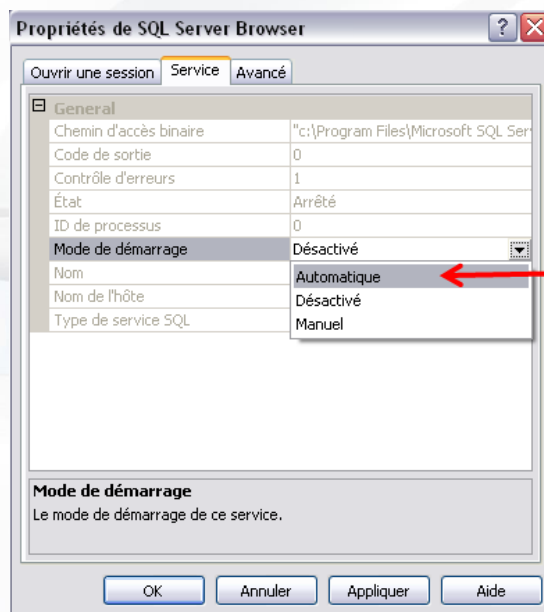 Propriétés de SQL Server Browser
Ouvrir une session Service Avancé
General
Chemin d'accès binaire "c:\Program Files\Microsoft SQL Ser
Code de sortie 0
Contrôle d'erreurs 1
État Arrêté
ID de processus 0
Mode de démarrage Désactivé
Nom Automatique
Nom de l'hôte Désactivé
Type de service SQL Manuel
Mode de démarrage
Le mode de démarrage de ce service.
OK Annuler Appliquer Aide